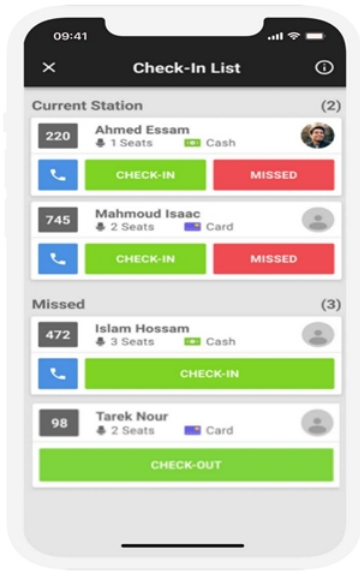 09:41
Check-In List
Current Station (2)
220 Ahmed Essam
1 Seats Cash
CHECK-IN MISSED
745 Mahmoud Isaac
2 Seats Card
CHECK-IN MISSED
Missed (3)
472 Islam Hossam
3 Seats Cash
CHECK-IN
98 Tarek Nour
2 Seats Card
CHECK-OUT